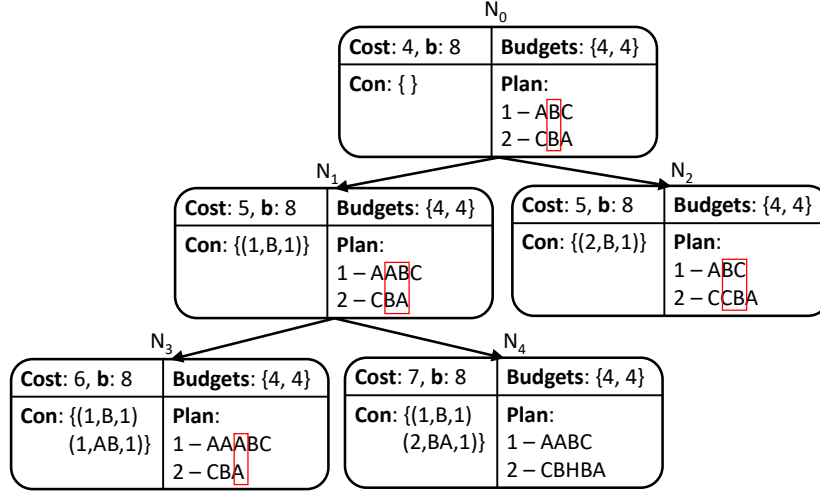 N0
Cost: 4, b: 8 Budgets: {4, 4}
Con: { } Plan:
1 – ABC
2 – CBA
N1
Cost: 5, b: 8 Budgets: {4, 4}
Con: {(1,B,1)} Plan:
1 – AABC
2 – CBA
N2
Cost: 5, b: 8 Budgets: {4, 4}
Con: {(2,B,1)} Plan:
1 – ABC
2 – CCBA
N3
Cost: 6, b: 8 Budgets: {4, 4}
Con: {(1,B,1) Plan:
(1,AB,1)} 1 – AAABC
2 – CBA
N4
Cost: 7, b: 8 Budgets: {4, 4}
Con: {(1,B,1) Plan:
(2,BA,1)} 1 – AABC
2 – CBHBA